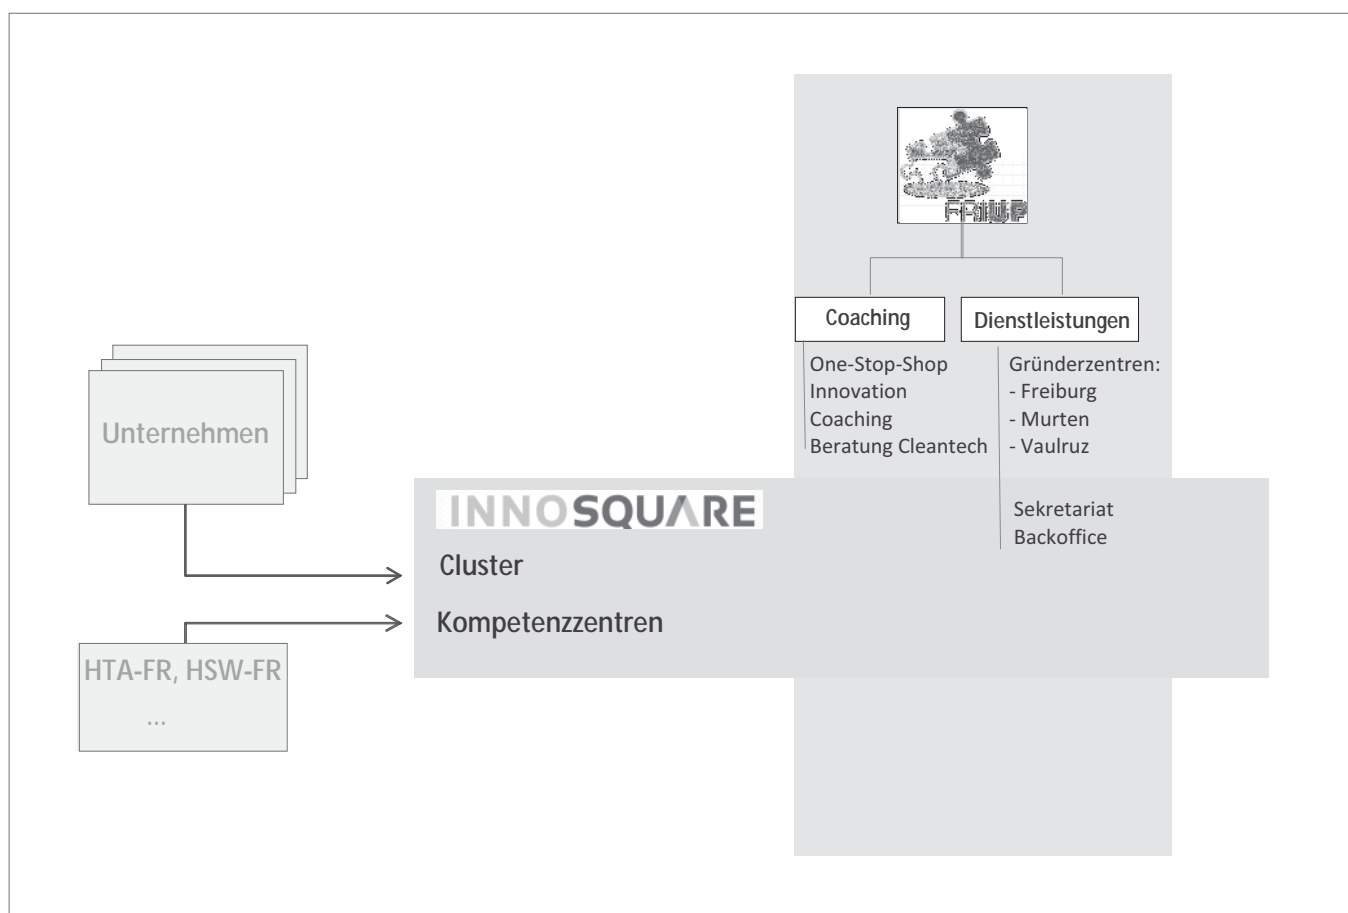 FRIUP
Coaching
Dienstleistungen
One-Stop-Shop
Innovation
Coaching
Beratung Cleantech
Gründerzentren:
- Freiburg
- Murten
- Vaulruz
Sekretariat
Backoffice
Unternehmen
INNOSQUARE
Cluster
Kompetenzzentren
HTA-FR, HSW-FR
...